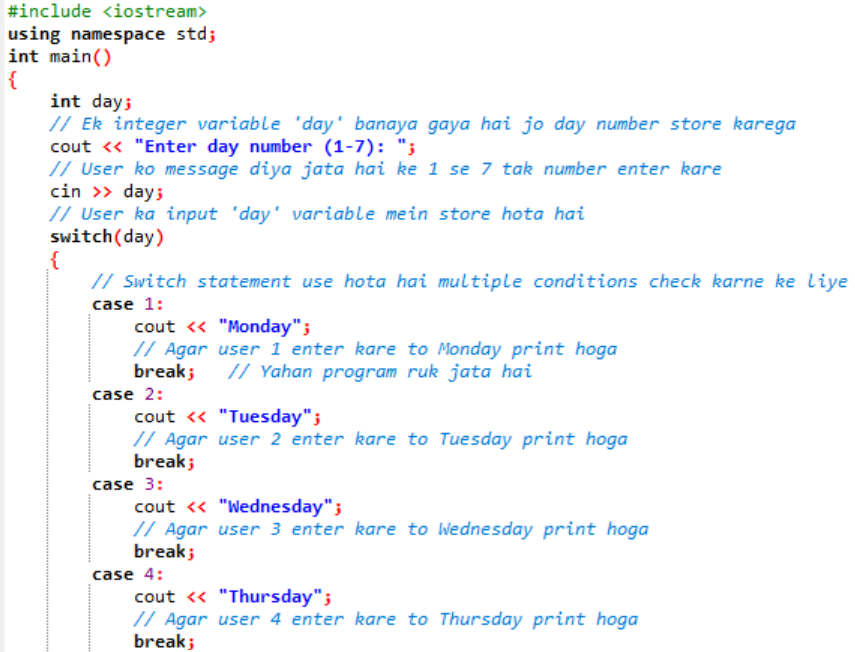 #include <iostream>
using namespace std;
int main()
{
int day;
// Ek integer variable 'day' banaya gaya hai jo day number store karega
cout << "Enter day number (1-7): ";
// User ko message diya jata hai ke 1 se 7 tak number enter kare
cin >> day;
// User ka input 'day' variable mein store hota hai
switch(day)
{
// Switch statement use hota hai multiple conditions check karne ke liye
case 1:
cout << "Monday";
// Agar user 1 enter kare to Monday print hoga
break;   // Yahan program ruk jata hai
case 2:
cout << "Tuesday";
// Agar user 2 enter kare to Tuesday print hoga
break;
case 3:
cout << "Wednesday";
// Agar user 3 enter kare to Wednesday print hoga
break;
case 4:
cout << "Thursday";
// Agar user 4 enter kare to Thursday print hoga
break;